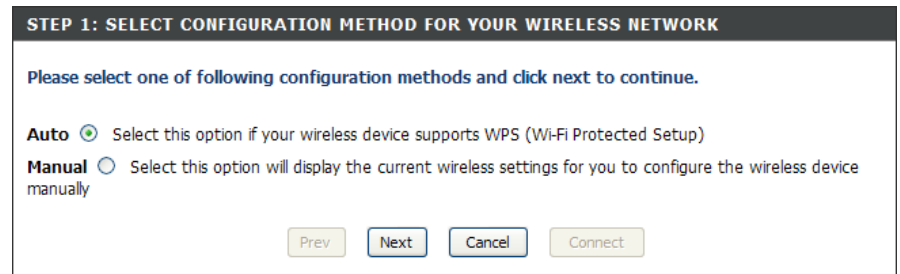 STEP 1: SELECT CONFIGURATION METHOD FOR YOUR WIRELESS NETWORK
Please select one of following configuration methods and click next to continue.
Auto Select this option if your wireless device supports WPS (Wi-Fi Protected Setup)
Manual Select this option will display the current wireless settings for you to configure the wireless device
manually
Prev Next Cancel Connect